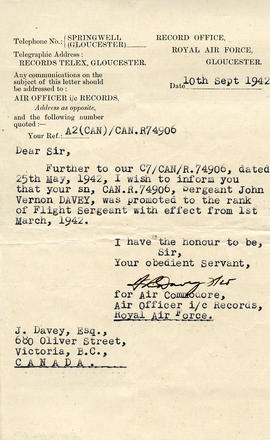 Telephone No.: SPRINGWELL (GLOUCESTER)
Telegraphic Address:
RECORDS TELEX, GLOUCESTER.
Any communications on the
subject of this letter should
be addressed to:
AIR OFFICER i/c RECORDS,
Address as opposite,
and the following number
quoted:—
Your Ref.: A2(CAN)/CAN.R74906
RECORD OFFICE,
ROYAL AIR FORCE,
GLOUCESTER.
Date 10th Sept 1942
Dear Sir,
Further to our C7/CAN/R.74906, dated
25th May, 1942, I wish to inform you
that your sn, CAN.R.74906, Sergeant John
Vernon DAVEY, was promoted to the rank
of Flight Sergeant with effect from 1st
March, 1942.
I have the honour to be,
Sir,
Your obedient Servant,
for Air Commodore,
Air Officer i/c Records,
Royal Air Force.
J. Davey, Esq.,
680 Oliver Street,
Victoria, B.C.,
CANADA.